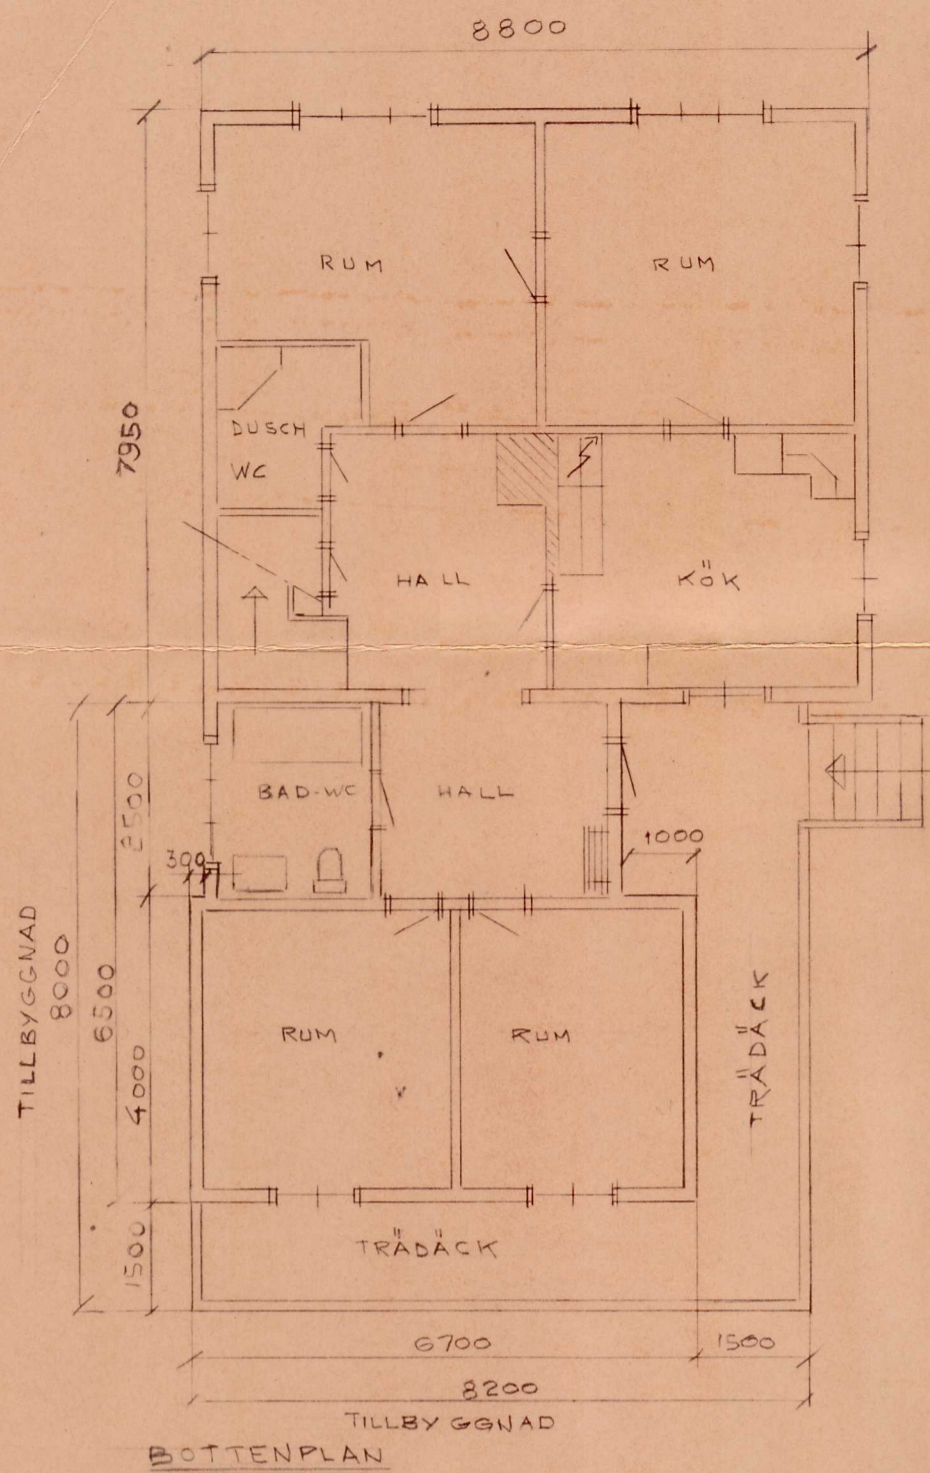 8800
RUM
RUM
7950
DUSCH
WC
HALL
KÖK
BAD-WC
HALL
2500
300
1000
TILLBYGGNAD
8000
6500
4000
RUM
RUM
TRÄDÄCK
1500
TRÄDÄCK
6700
1500
8200
TILLBYGGNAD
BOTTENPLAN